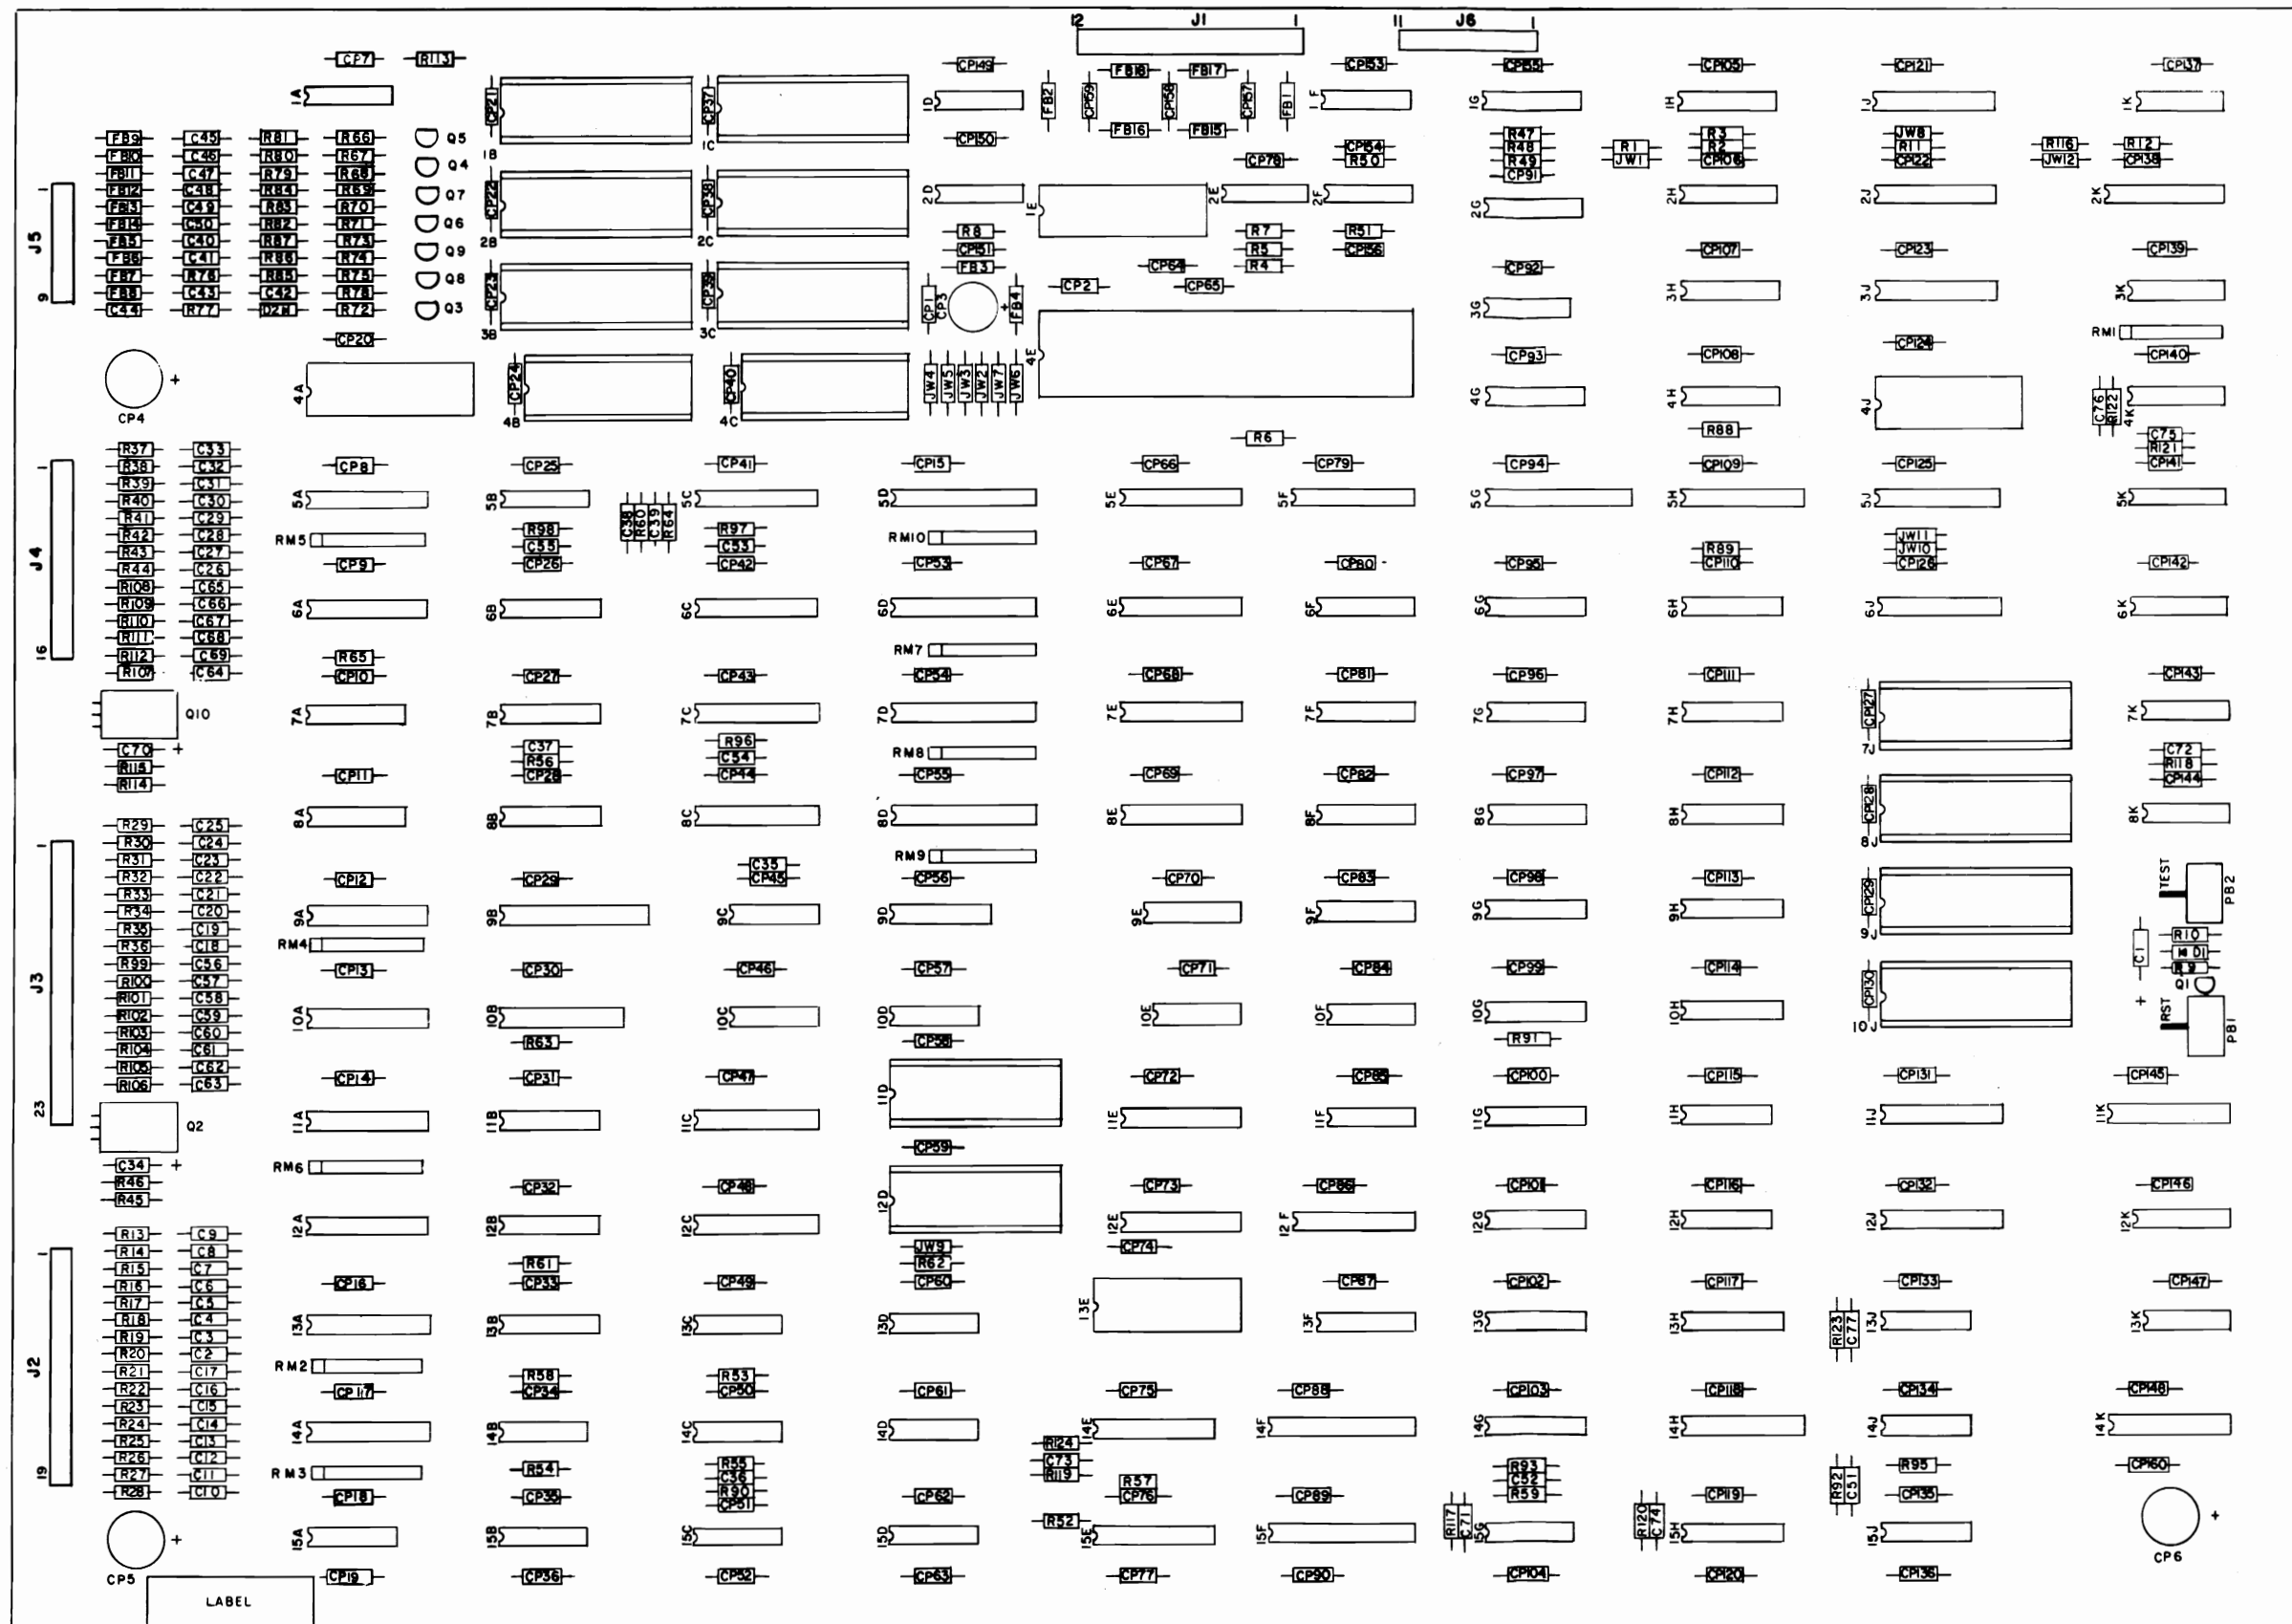 12 J1 1 11 J6 1
CP7 R113 CP149 FB18 FB17 CP153 CP155 CP105 CP121 CP137
1A CP21 CP37 1D FB2 CP159 CP158 CP157 FB1 1F 1G 1H 1J 1K
FB9 C45 R81 R66 Q5 1B 1C CP150 FB16 FB15 CP154 R47 R3 JW8
FB10 C46 R80 R67 Q4 CP78 R50 R48 R1 R2 R11 R116 R12
FB11 C47 R79 R68 R49 JW1 CP106 CP122 JW12 CP138
1 FB12 C48 R84 R69 Q7 CP22 CP38 2D 1E 2E 2F CP91 2H 2J 2K
FB13 C49 R83 R70 2G
J5 FB14 C50 R82 R71 Q6 R8 R7 R51
FB5 C40 R87 R73 Q9 2B 2C CP151 R5 CP156 CP107 CP123 CP139
FB6 C41 R86 R74 FB3 CP64 R4 CP92
FB7 R76 R85 R75 Q8 CP23 CP39 CP2 CP65 3H 3J 3K
9 FB8 C43 C42 R78 CP1 CP3 + FB4
C44 R77 D2 R72 Q3 3G
CP20 3B 3C RM1
4E CP93 CP108 CP124 CP140
+ 4A CP24 CP40 JW4 JW5 JW3 JW2 JW7 JW6 4G 4H 4J C76 R122 4K
CP4 4B 4C
R6 R88 C75
R37 C33 R121
1 R38 C32 CP8 CP25 CP41 CP15 CP66 CP79 CP94 CP109 CP125 CP141
R39 C31
R40 C30 5A 5B 5C 5D 5E 5F 5G 5H 5J 5K
R41 C29 C38 R60 C39 R64
R42 C28 R98 R97 JW11
J4 R43 C27 RM5 C55 C53 RM10 R89 JW10
R44 C26 CP9 CP26 CP42 CP53 CP67 CP80 CP95 CP110 CP126 CP142
R108 C65
R109 C66 6A 6B 6C 6D 6E 6F 6G 6H 6J 6K
R110 C67
R111 C68
16 R112 C69 R65 RM7
R107 C64 CP10 CP27 CP43 CP54 CP68 CP81 CP96 CP111 CP143
Q10 7A 7B 7C 7D 7E 7F 7G 7H CP127 7K
C70 + C37 R96 7J C72
R115 R56 C54 RM8 R118
R114 CP11 CP28 CP44 CP55 CP69 CP82 CP97 CP112 CP144
R29 C25 8A 8B 8C 8D 8E 8F 8G 8H CP128 8K
1 R30 C24 8J
R31 C23 C35 RM9
R32 C22 CP12 CP29 CP45 CP56 CP70 CP83 CP98 CP113 TEST
R33 C21 CP129 PB2
R34 C20 9A 9B 9C 9D 9E 9F 9G 9H
R35 C19 9J R10
R36 C18 RM4 C1 D1
R99 C56 CP13 CP30 CP46 CP57 CP71 CP84 CP99 CP114 R9
J3 R100 C57 CP130 Q1
R101 C58 +
R102 C59 10A 10B 10C 10D 10E 10F 10G 10H RST PB1
R103 C60 10J
R104 C61 R63 CP58 R91
R105 C62
R106 C63 CP14 CP31 CP47 CP72 CP85 CP100 CP115 CP131 CP145
23 Q2 11A 11B 11C 11D 11E 11F 11G 11H 11J 11K
CP59
C34 + RM6
R46 CP32 CP48 CP73 CP86 CP101 CP116 CP132 CP146
R45 12D
R13 C9 12A 12B 12C 12E 12F 12G 12H 12J 12K
1 R14 C8 JW9 CP74
R15 C7 R61 R62
R16 C6 CP16 CP33 CP49 CP60 CP87 CP102 CP117 CP133 CP147
R17 C5
R18 C4 13A 13B 13C 13D 13E 13F 13G 13H R123 C77 13J 13K
R19 C3
J2 R20 C2
R21 C17 RM2 R58 R53
R22 C16 CP117 CP34 CP50 CP61 CP75 CP88 CP103 CP118 CP134 CP148
R23 C15
R24 C14 14A 14B 14C 14D 14E 14F 14G 14H 14J 14K
R25 C13 R124
R26 C12 R55 C73 R93 R95 CP160
19 R27 C11 RM3 R54 C36 R119 R57 C52
R28 C10 CP18 CP35 R90 CP62 CP76 CP89 R59 CP119 R92 C51 CP135
CP51
+ 15A 15B 15C 15D R52 15E 15F R117 C71 15G R120 C74 15H 15J +
CP5 CP19 CP36 CP52 CP63 CP77 CP90 CP104 CP120 CP136 CP6
LABEL